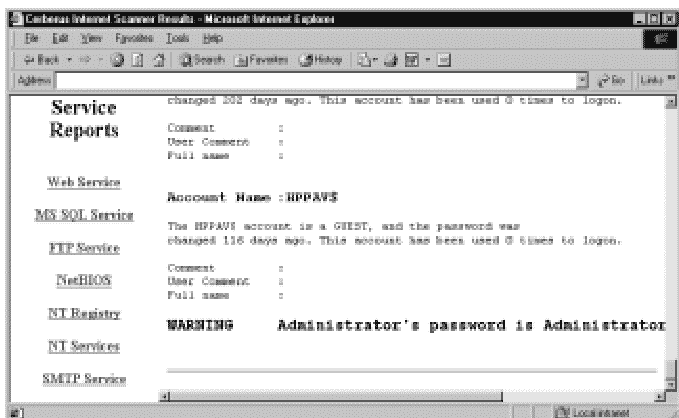 Cerberus Internet Scanner Results - Microsoft Internet Explorer
File Edit View Favorites Tools Help
Back Search Favorites History
Address Go Links »
Service
Reports
Web Service
MS SQL Service
FTP Service
NetBIOS
NT Registry
NT Services
SMTP Service
changed 202 days ago. This account has been used 0 times to logon.
Comment :
User Comment :
Full name :
Account Name :HPPAV$
The HPPAV$ account is a GUEST, and the password was
changed 116 days ago. This account has been used 0 times to logon.
Comment :
User Comment :
Full name :
WARNING Administrator's password is Administrator
Local intranet